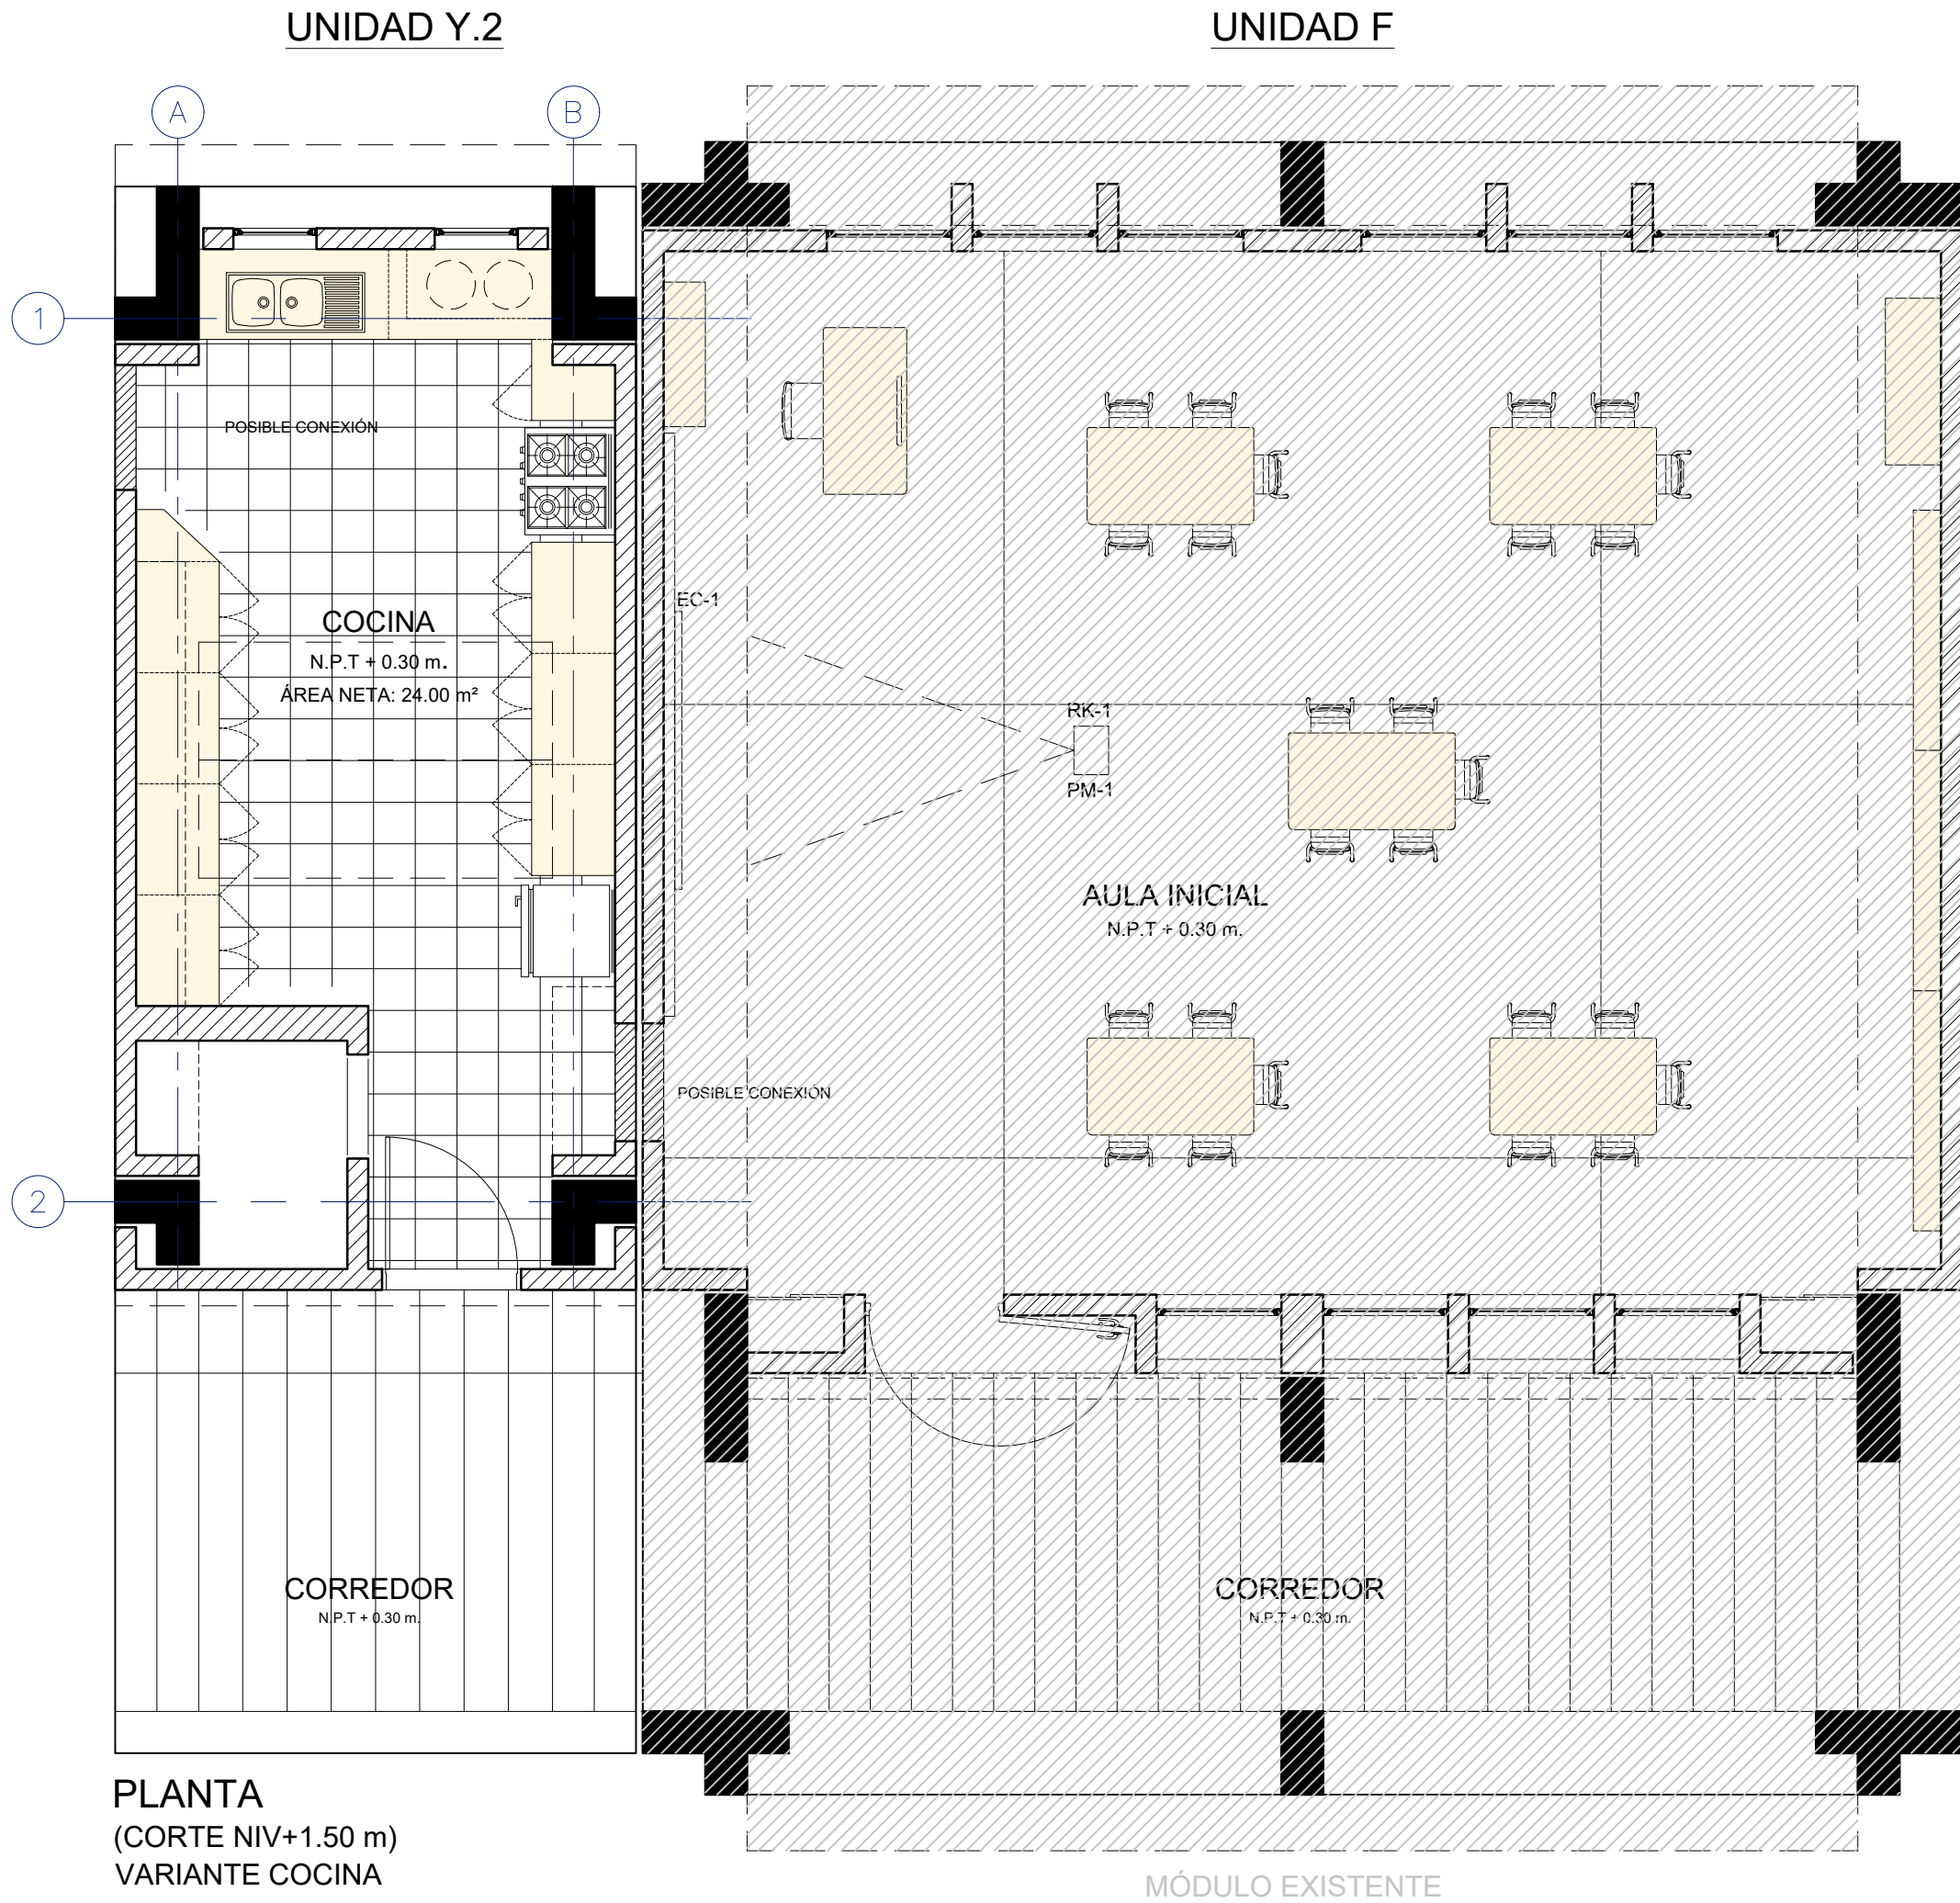 UNIDAD Y.2
UNIDAD F
A
B
1
POSIBLE CONEXIÓN
COCINA
N.P.T + 0.30 m.
ÁREA NETA: 24.00 m²
EC-1
RK-1
PM-1
AULA INICIAL
N.P.T + 0.30 m.
POSIBLE CONEXIÓN
2
CORREDOR
N.P.T + 0.30 m.
CORREDOR
N.P.T + 0.30 m.
PLANTA
(CORTE NIV+1.50 m)
VARIANTE COCINA
MÓDULO EXISTENTE